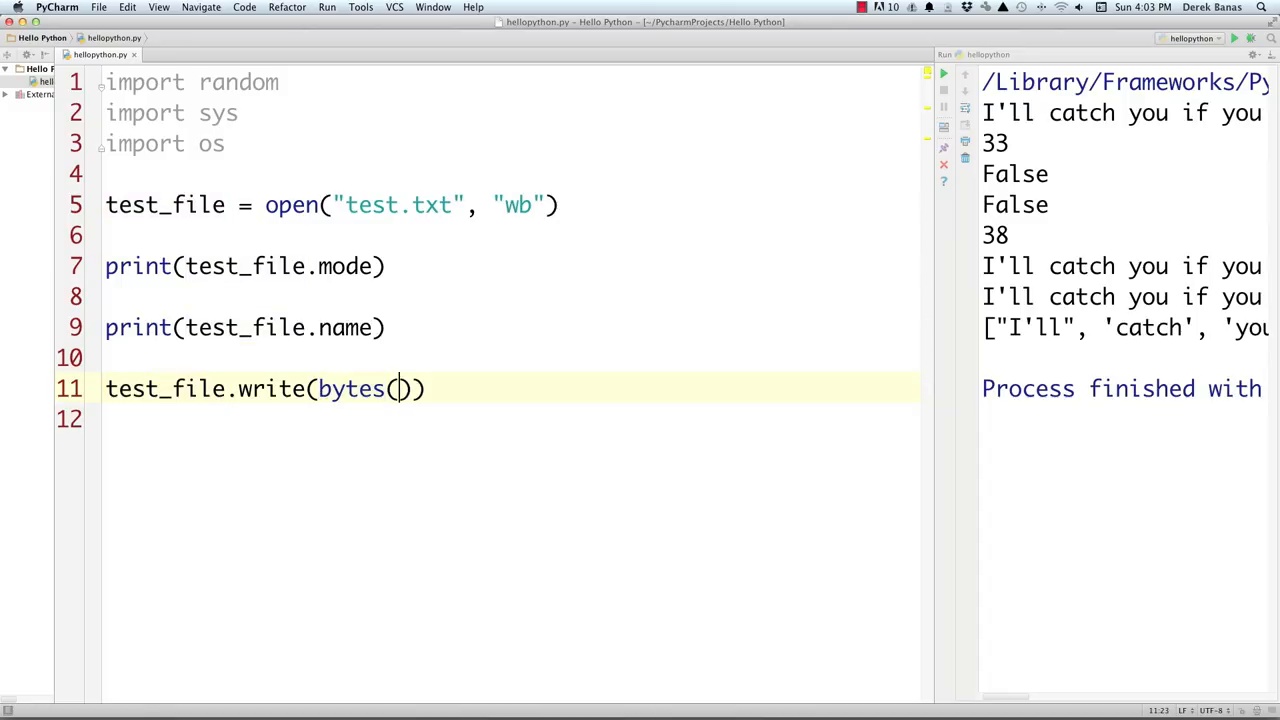 PyCharm File Edit View Navigate Code Refactor Run Tools VCS Window Help 10 Sun 4:03 PM Derek Banas
hellopython.py – Hello Python – [~/PycharmProjects/Hello Python]
Hello Python hellopython.py hellopython
hellopython.py Run hellopython
Hello P
hell
Externa
1 import random
2 import sys
3 import os
4
5 test_file = open("test.txt", "wb")
6
7 print(test_file.mode)
8
9 print(test_file.name)
10
11 test_file.write(bytes())
12
/Library/Frameworks/Py
I'll catch you if you
33
False
False
38
I'll catch you if you
I'll catch you if you
["I'll", 'catch', 'you
Process finished with
11:23 LF UTF-8